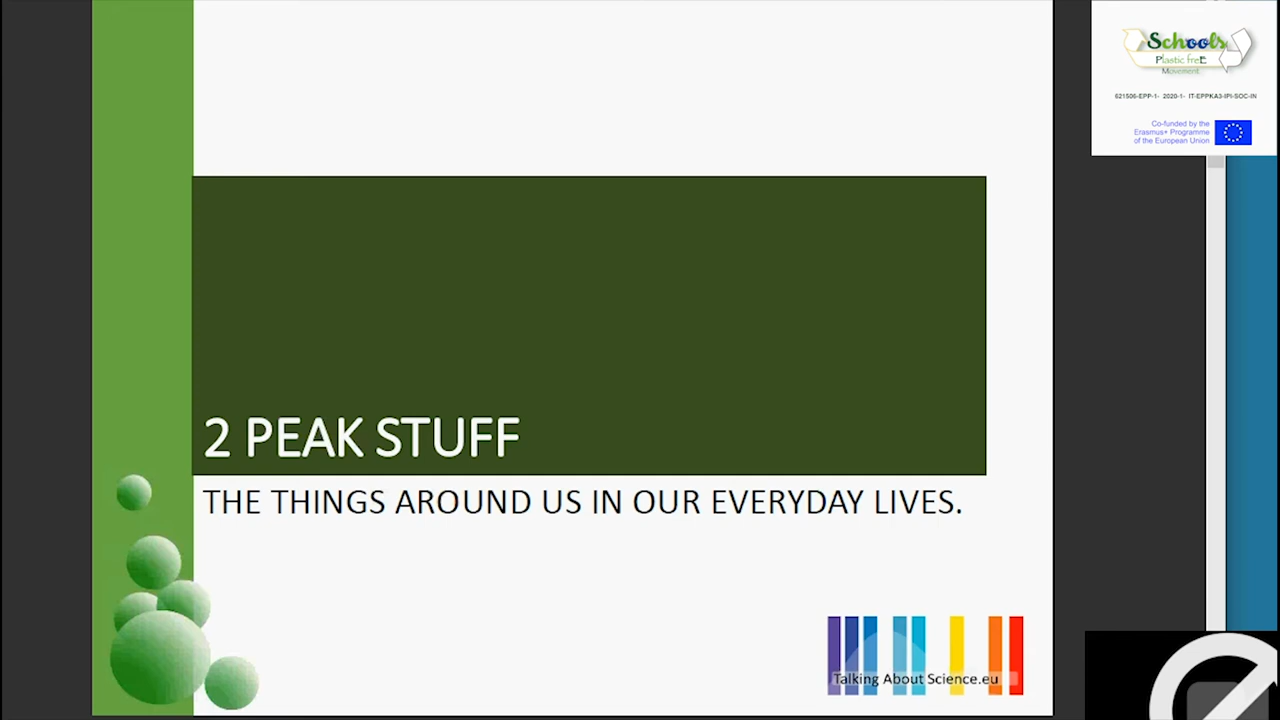 Schools
Plastic freE
Movement
621506-EPP-1- 2020-1- IT-EPPKA3-IPI-SOC-IN
Co-funded by the
Erasmus+ Programme
of the European Union
2 PEAK STUFF
THE THINGS AROUND US IN OUR EVERYDAY LIVES.
Talking About Science.eu